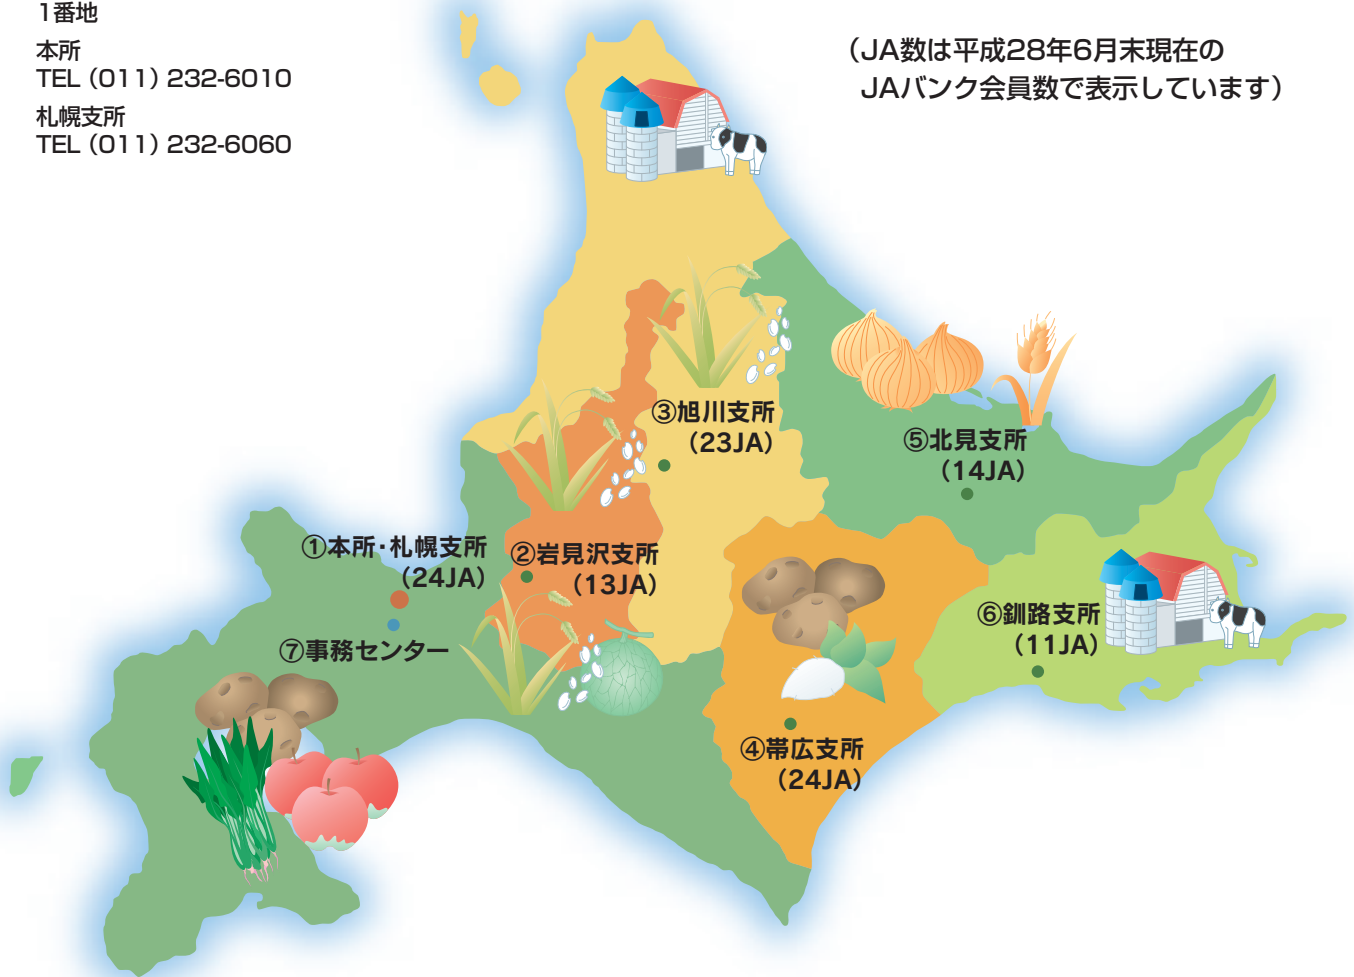 1番地
本所
TEL（011）232-6010
札幌支所
TEL（011）232-6060
（JA数は平成28年6月末現在の
JAバンク会員数で表示しています）
③旭川支所
（23JA）
⑤北見支所
（14JA）
①本所・札幌支所
（24JA）
②岩見沢支所
（13JA）
⑥釧路支所
（11JA）
⑦事務センター
④帯広支所
（24JA）